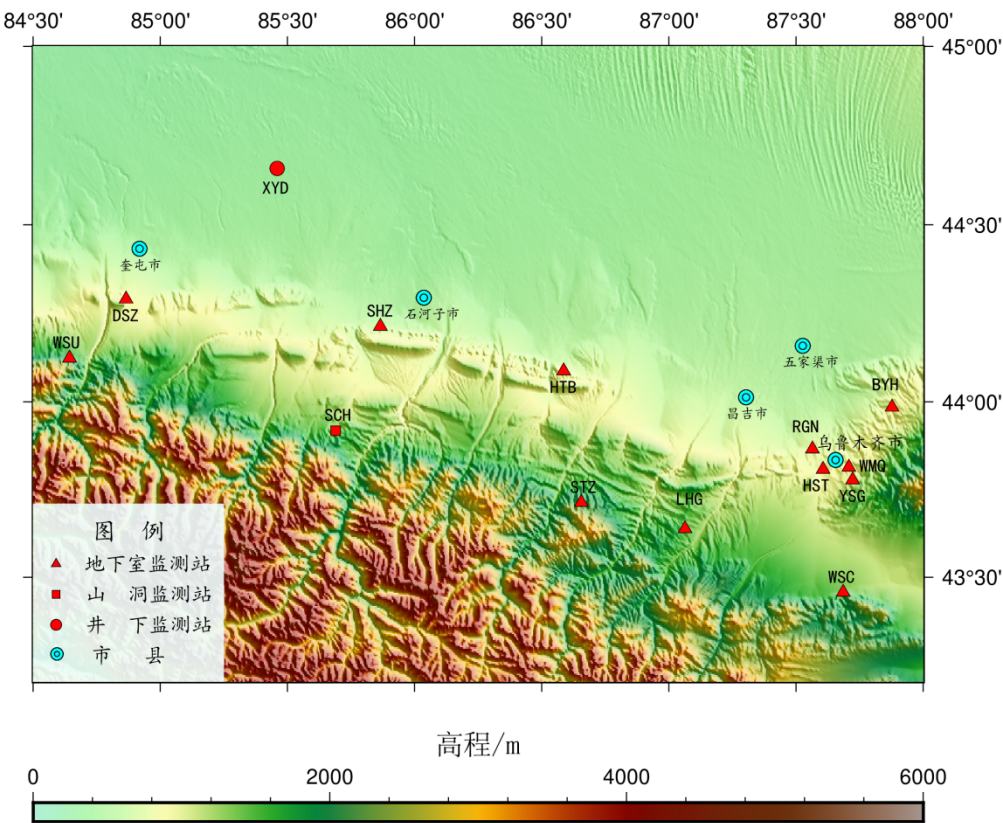 84°30' 85°00' 85°30' 86°00' 86°30' 87°00' 87°30' 88°00'
45°00'
XYD
44°30'
奎屯市
DSZ
石河子市
SHZ
WSU
五家渠市
HTB
BYH
44°00'
昌吉市
SCH
RGN
乌鲁木齐市
WMQ
HST
YSG
STZ
LHG
43°30'
WSC
图 例
地下室监测站
山 洞监测站
井 下监测站
市 县
高程/m
0 2000 4000 6000